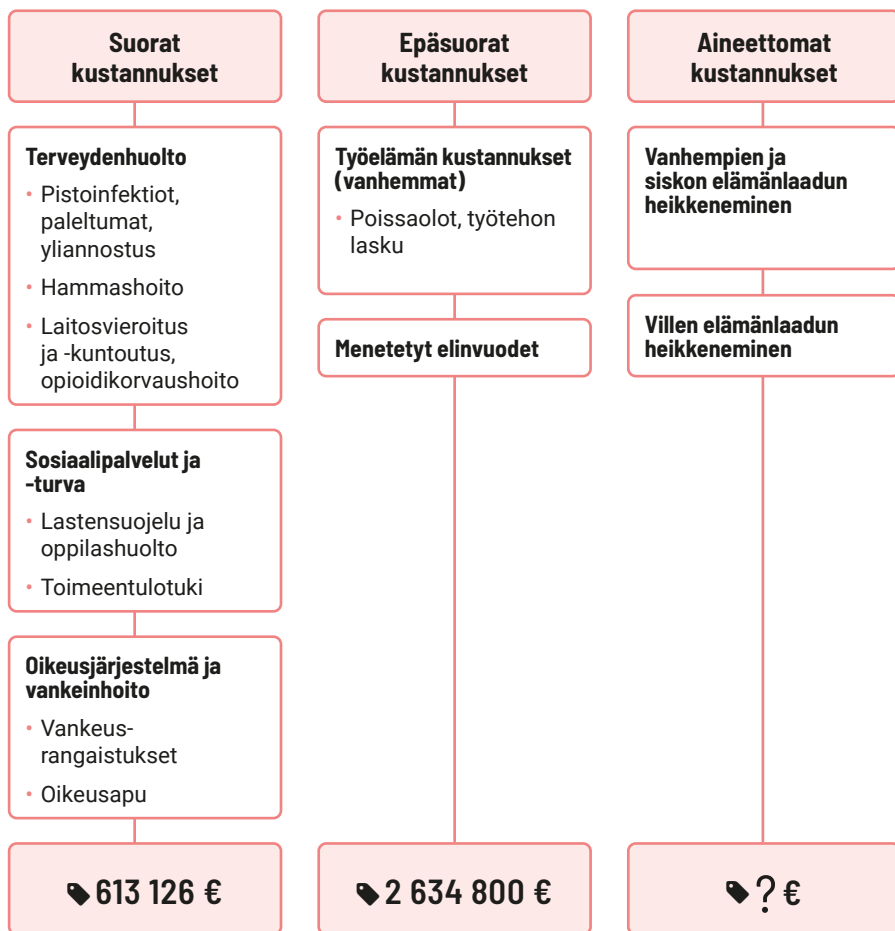 Suorat
kustannukset
Terveydenhuolto
• Pistoinfektiot,
paleltumat,
yliannostus
• Hammashoito
• Laitosvieroitus
ja -kuntoutus,
opioidikorvaushoito
Sosiaalipalvelut ja
-turva
• Lastensuojelu ja
oppilashuolto
• Toimeentulotuki
Oikeusjärjestelmä ja
vankeinhoito
• Vankeus-
rangaistukset
• Oikeusapu
613 126 €
Epäsuorat
kustannukset
Työelämän kustannukset
(vanhemmat)
• Poissaolot, työtehon
lasku
Menetetyt elinvuodet
2 634 800 €
Aineettomat
kustannukset
Vanhempien ja
siskon elämänlaadun
heikkeneminen
Villen elämänlaadun
heikkeneminen
? €